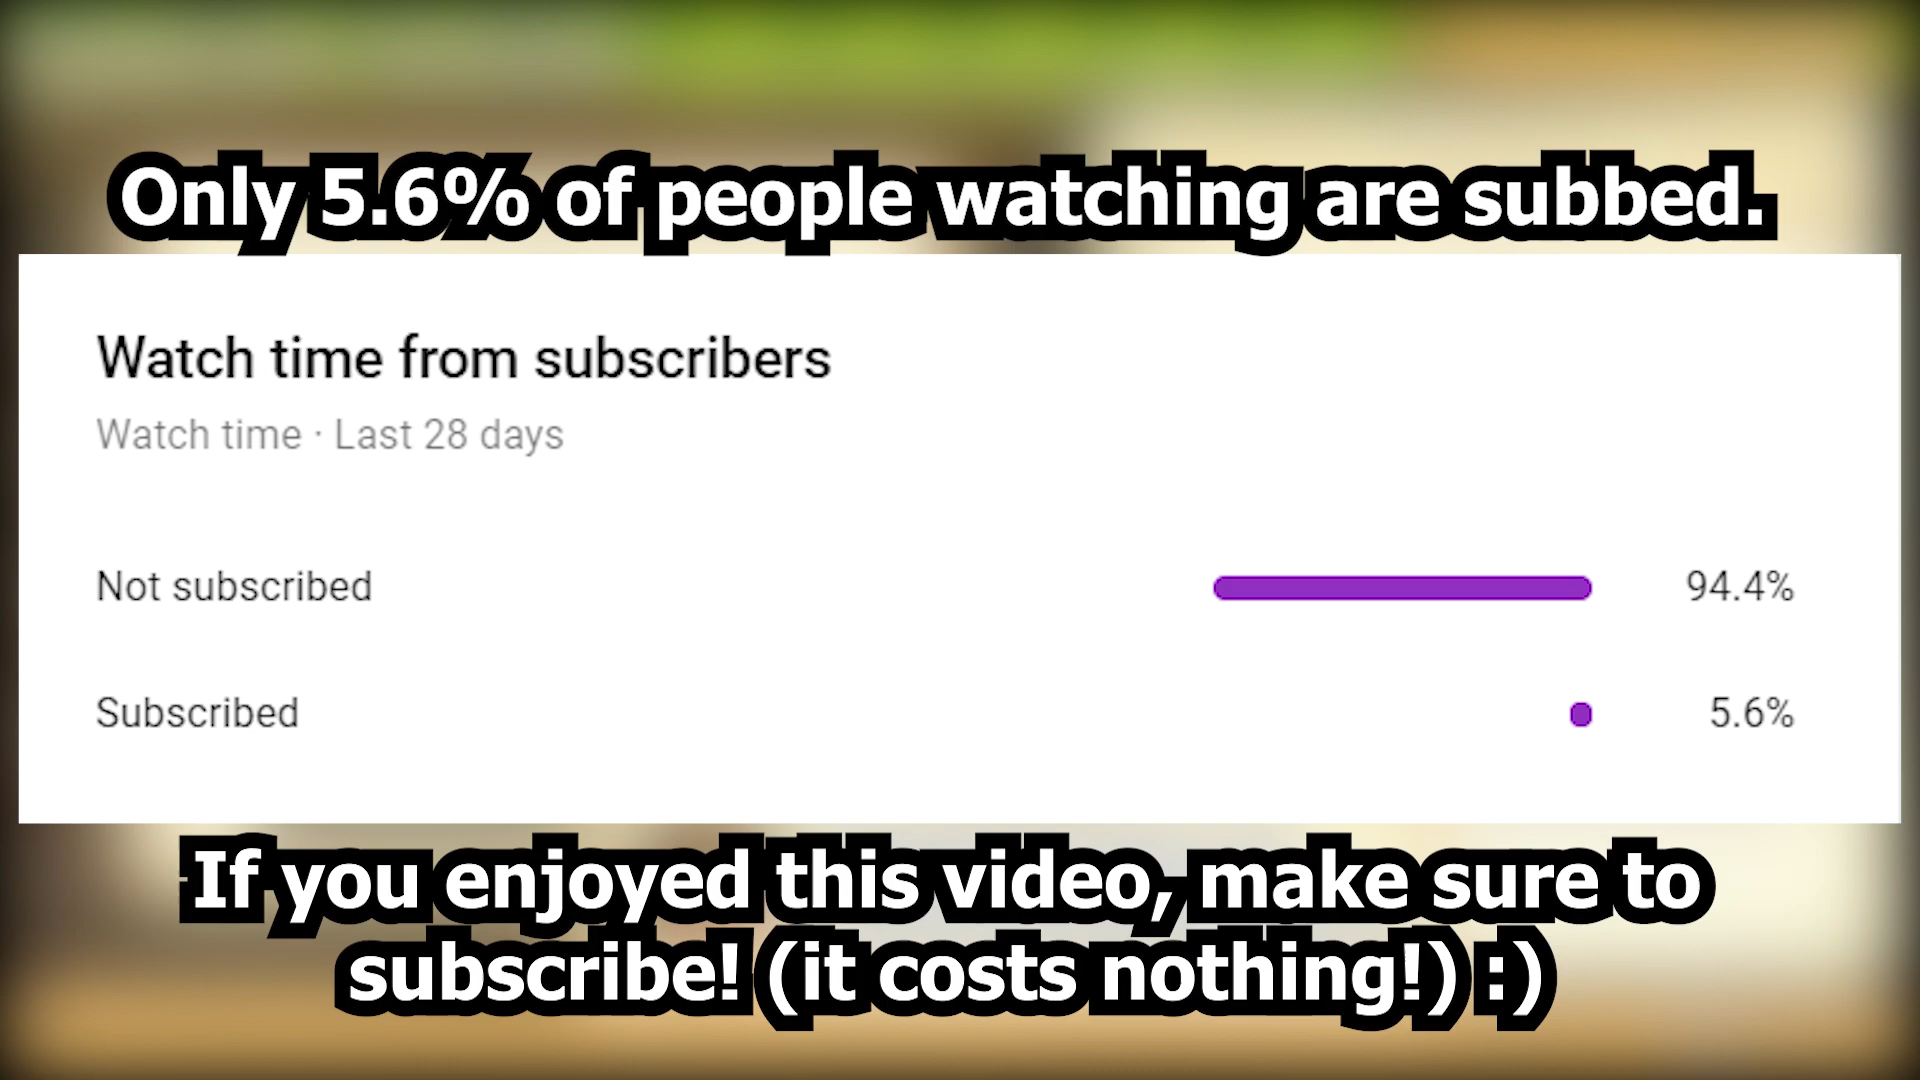 Only 5.6% of people watching are subbed.
Watch time from subscribers
Watch time · Last 28 days
Not subscribed 94.4%
Subscribed 5.6%
If you enjoyed this video, make sure to
subscribe! (it costs nothing!) :)